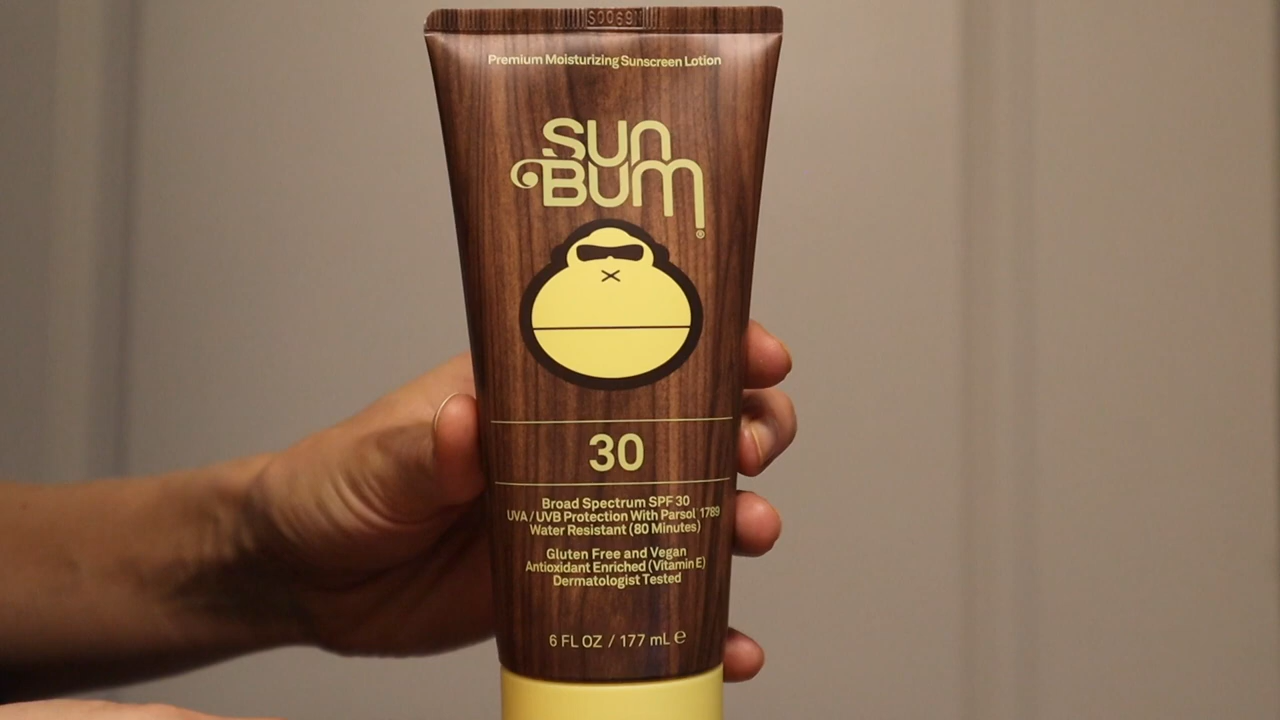 S0069N
Premium Moisturizing Sunscreen Lotion
SUN
BUM®
30
Broad Spectrum SPF 30
UVA / UVB Protection With Parsol® 1789
Water Resistant (80 Minutes)
Gluten Free and Vegan
Antioxidant Enriched (Vitamin E)
Dermatologist Tested
6 FL OZ / 177 mL ℮